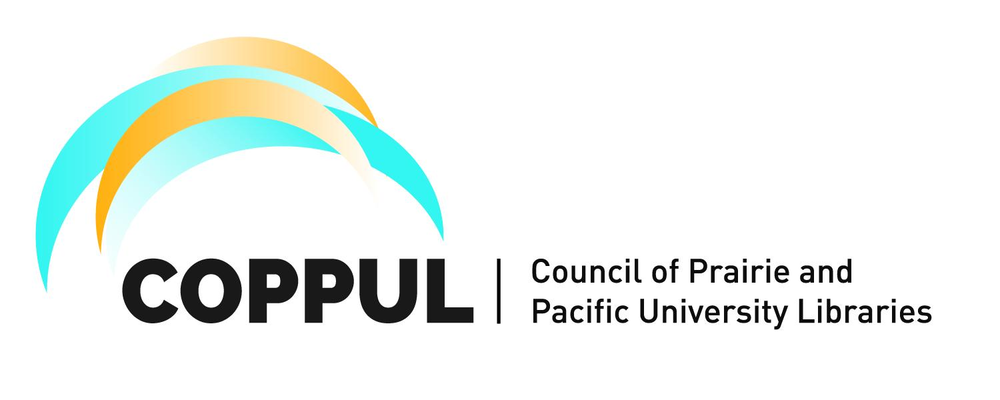 COPPUL
Council of Prairie and
Pacific University Libraries